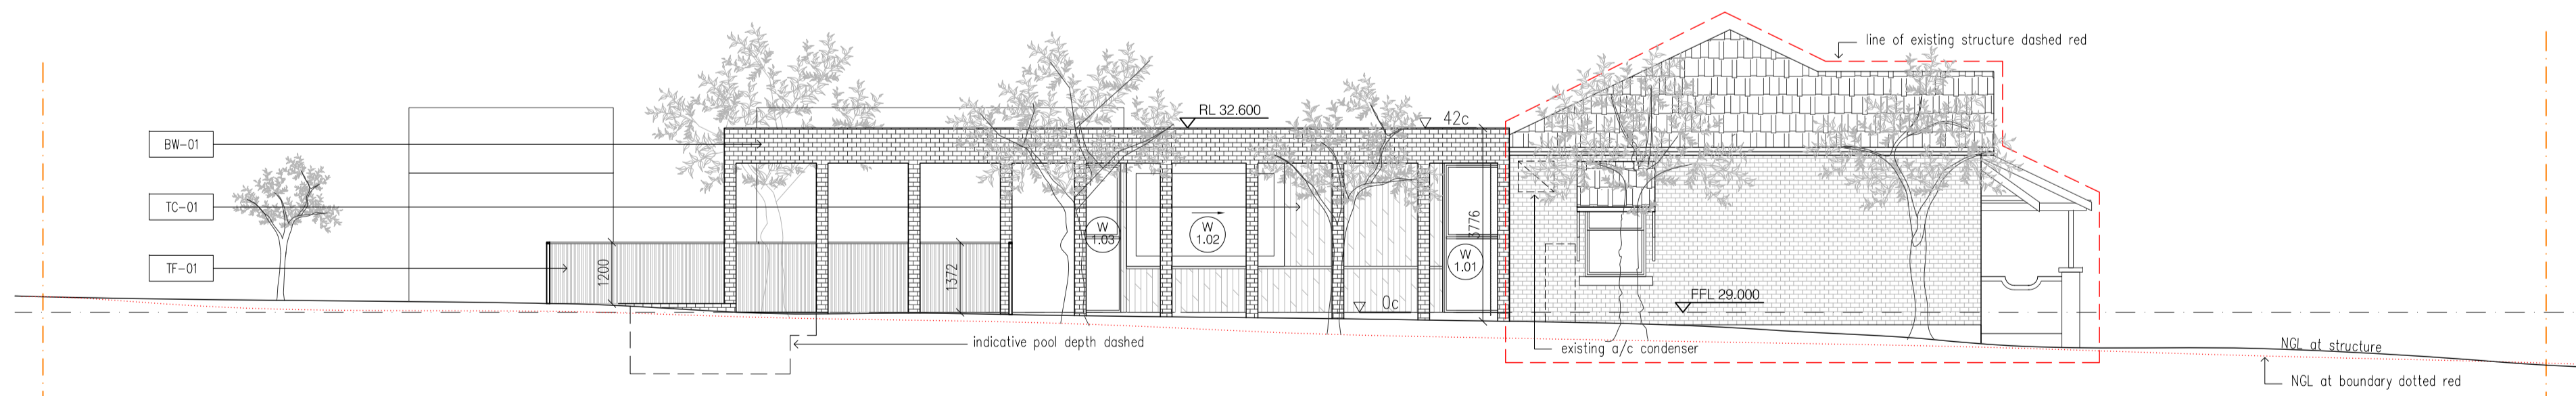 line of existing structure dashed red
RL 32.600
42c
BW-01
TC-01
3776
W
1.03
W
1.02
W
1.01
TF-01
1200
1372
FFL 29.000
0c
indicative pool depth dashed
existing a/c condenser
NGL at structure
NGL at boundary dotted red